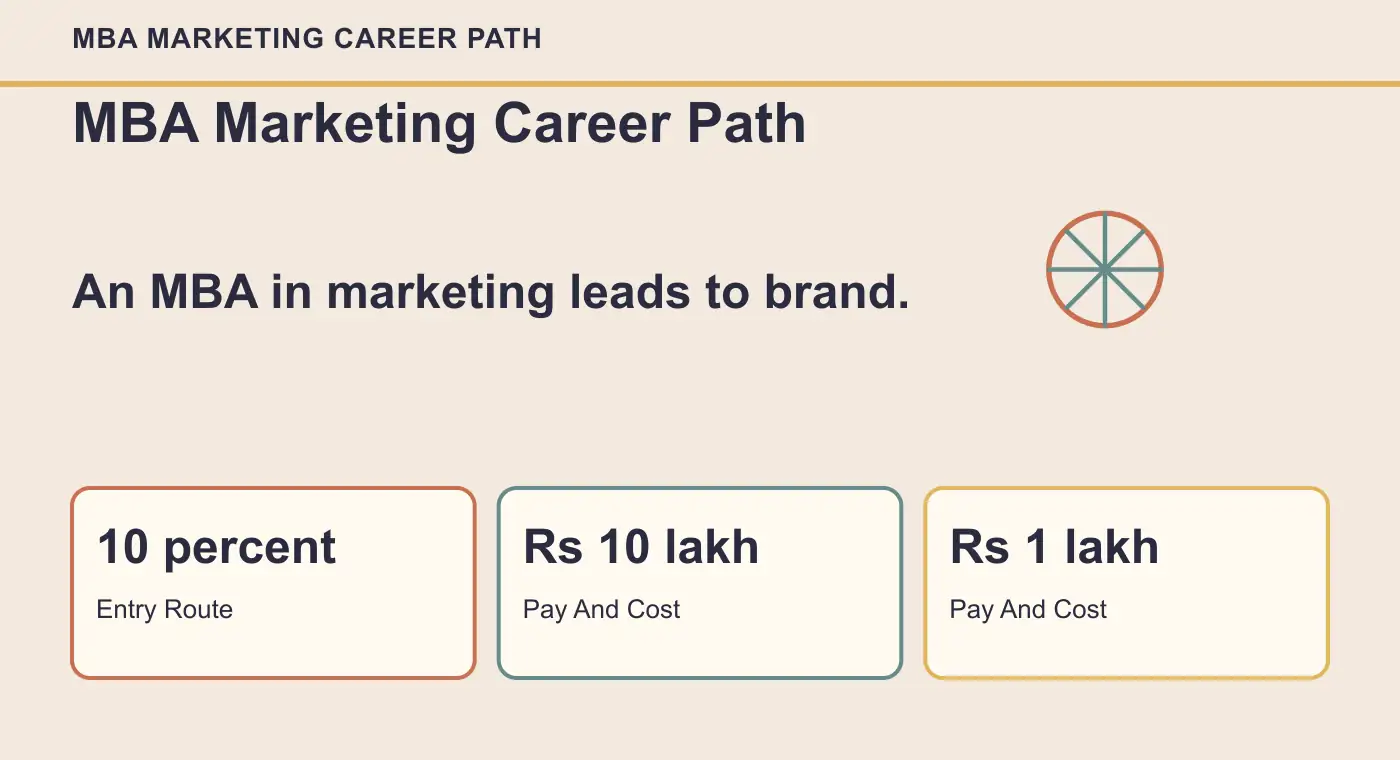 MBA MARKETING CAREER PATH
MBA Marketing Career Path
An MBA in marketing leads to brand.
10 percent
Entry Route
Rs 10 lakh
Pay And Cost
Rs 1 lakh
Pay And Cost